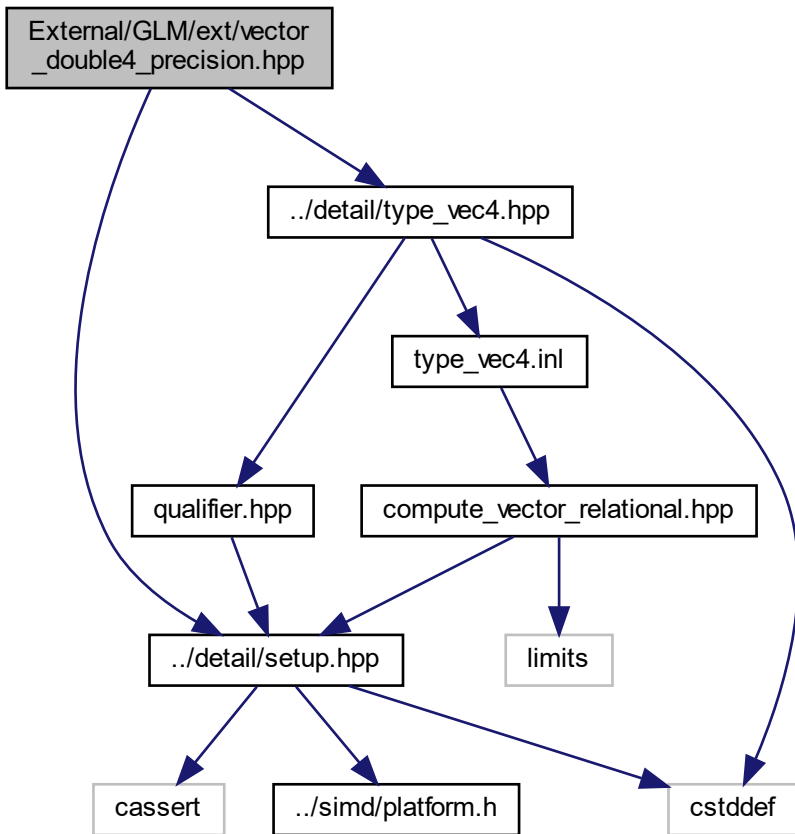 External/GLM/ext/vector
_double4_precision.hpp
../detail/type_vec4.hpp
type_vec4.inl
qualifier.hpp
compute_vector_relational.hpp
../detail/setup.hpp
limits
cassert
../simd/platform.h
cstddef